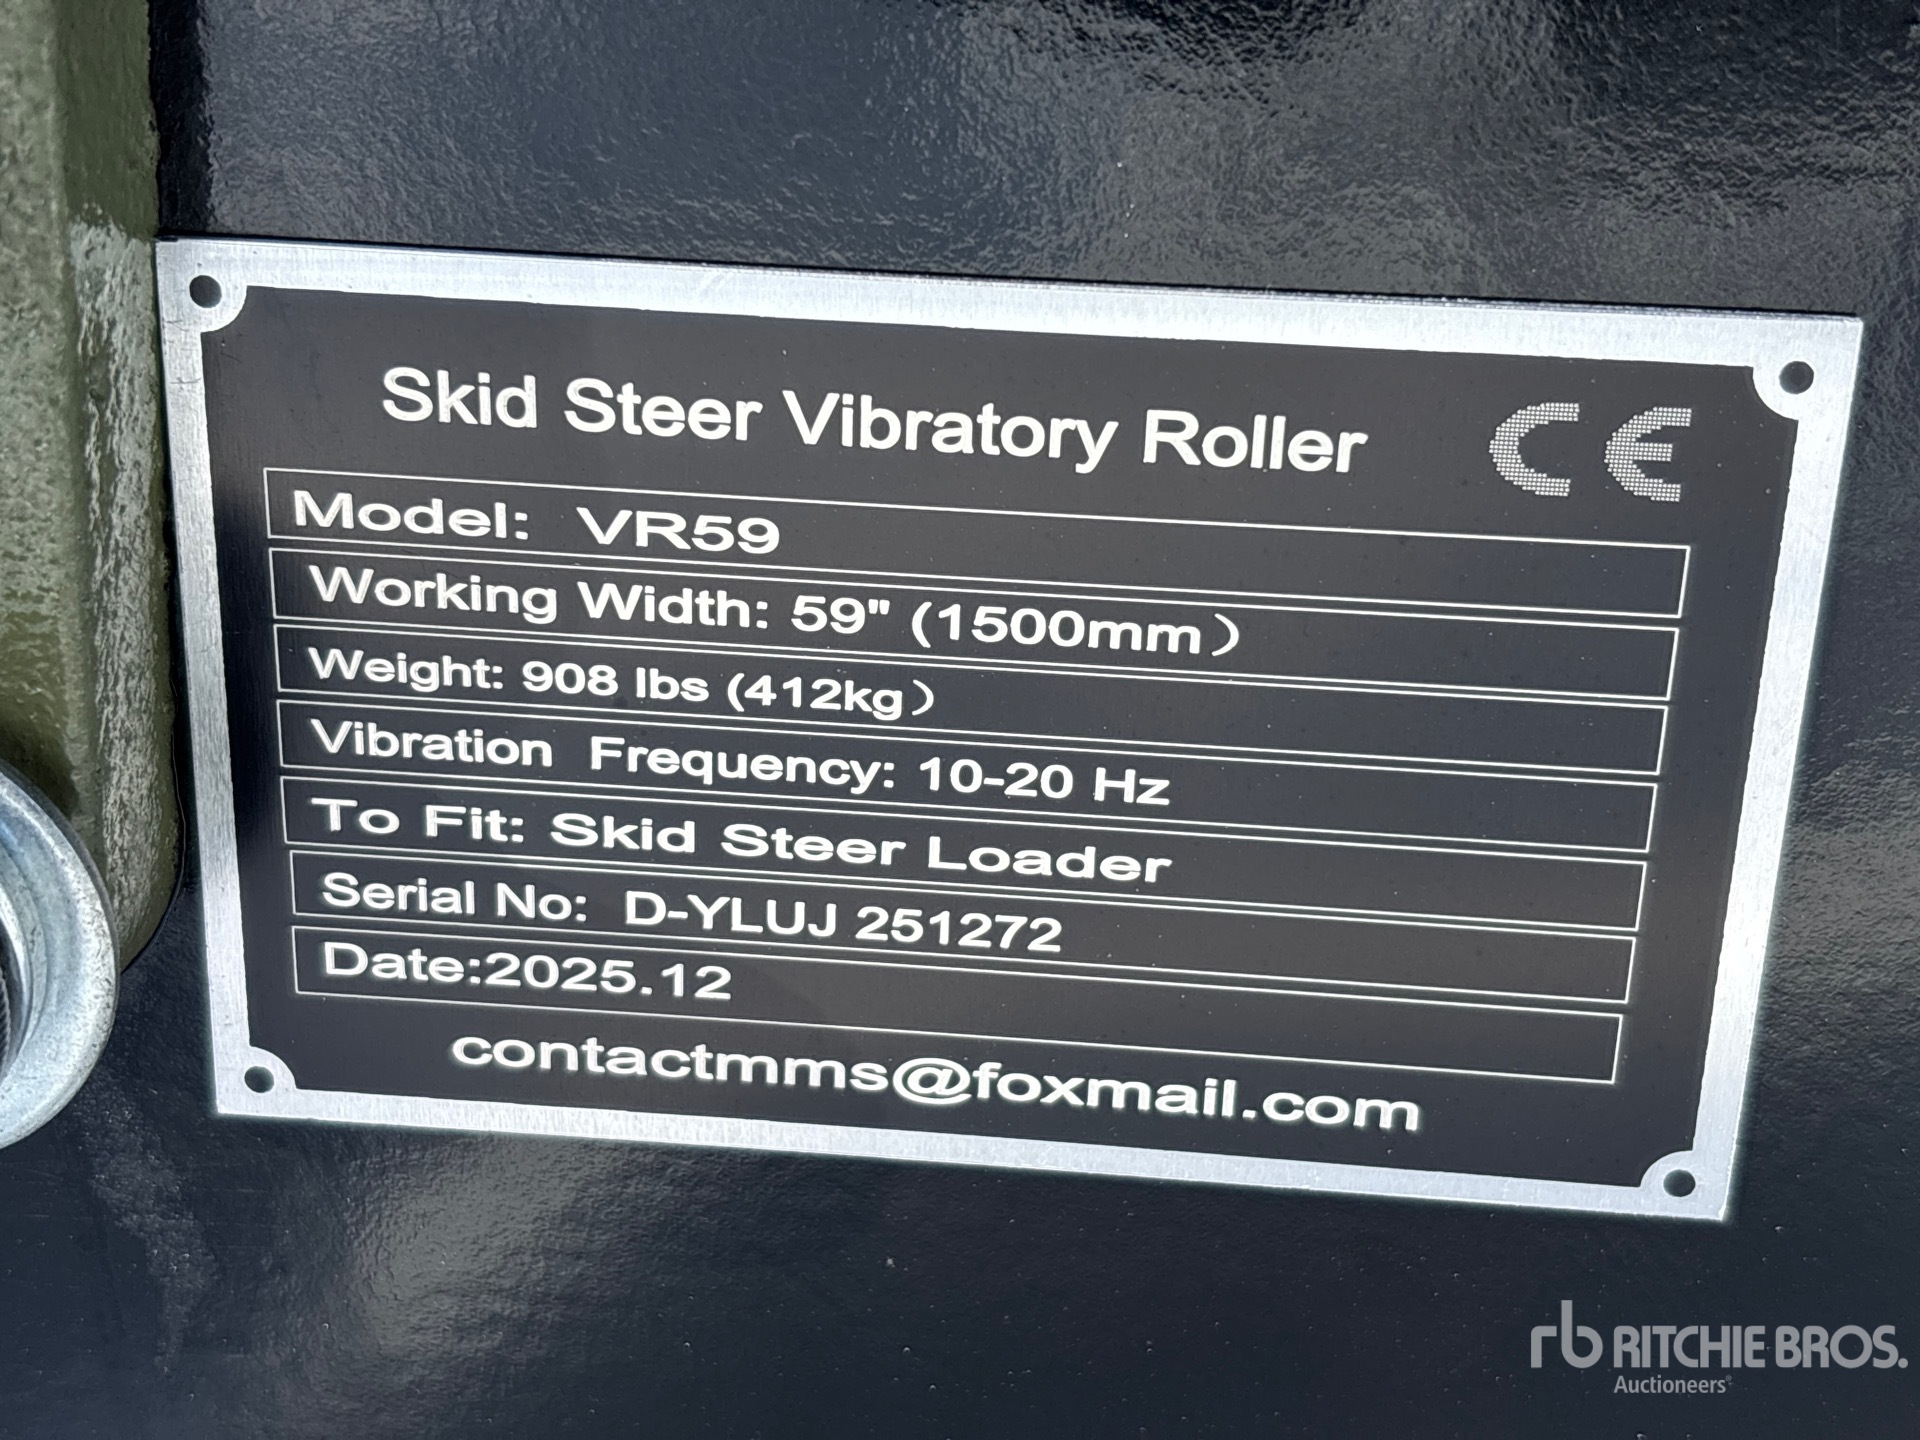 Skid Steer Vibratory Roller CE
Model: VR59
Working Width: 59" (1500mm）
Weight: 908 lbs (412kg）
Vibration Frequency: 10-20 Hz
To Fit: Skid Steer Loader
Serial No: D-YLUJ 251272
Date:2025.12
contactmms@foxmail.com
rb RITCHIE BROS.
Auctioneers®